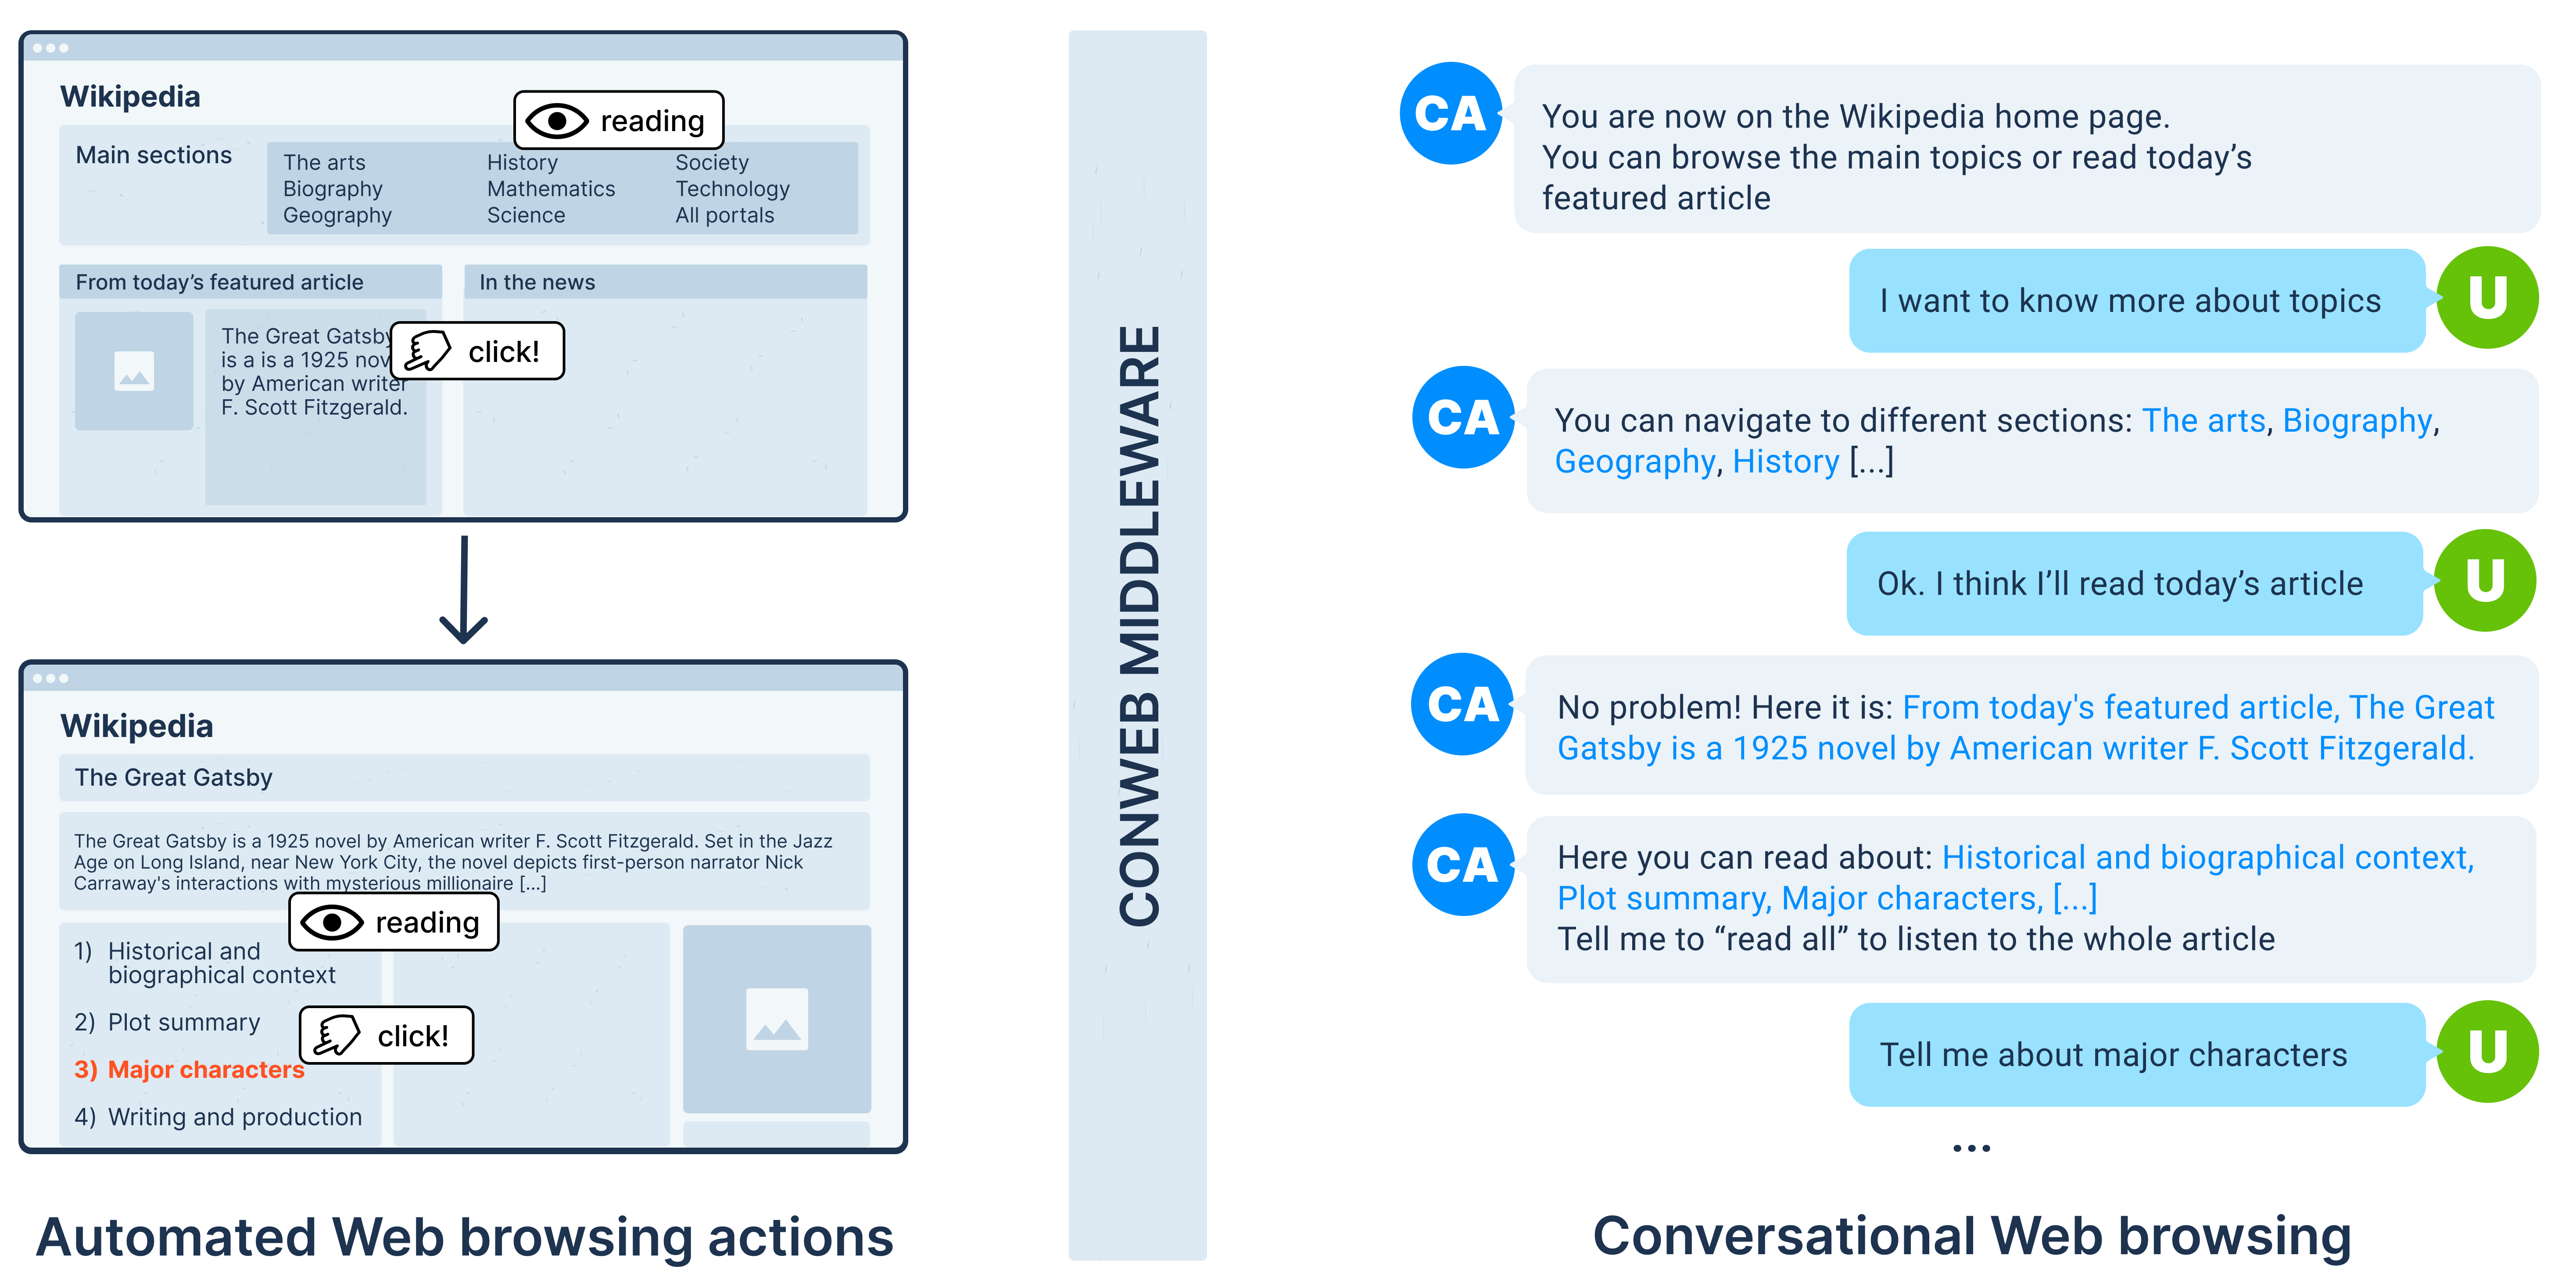 Wikipedia
reading
Main sections
The arts
History
Society
Biography
Mathematics
Technology
Geography
Science
All portals
From today’s featured article
In the news
The Great Gatsby
is a is a 1925
by American writer
F. Scott Fitzgerald.
click!
Wikipedia
The Great Gatsby
The Great Gatsby is a 1925 novel by American writer F. Scott Fitzgerald. Set in the Jazz
Age on Long Island, near New York City, the novel depicts first-person narrator Nick
Carraway's interactions with mysterious millionaire [...]
reading
1) Historical and
biographical context
2) Plot summary
click!
3) Major characters
4) Writing and production
Automated Web browsing actions
CONWEB MIDDLEWARE
CA
You are now on the Wikipedia home page.
You can browse the main topics or read today’s
featured article
I want to know more about topics
U
CA
You can navigate to different sections: The arts, Biography,
Geography, History [...]
Ok. I think I’ll read today’s article
U
CA
No problem! Here it is: From today's featured article, The Great
Gatsby is a 1925 novel by American writer F. Scott Fitzgerald.
CA
Here you can read about: Historical and biographical context,
Plot summary, Major characters, [...]
Tell me to “read all” to listen to the whole article
Tell me about major characters
U
...
Conversational Web browsing